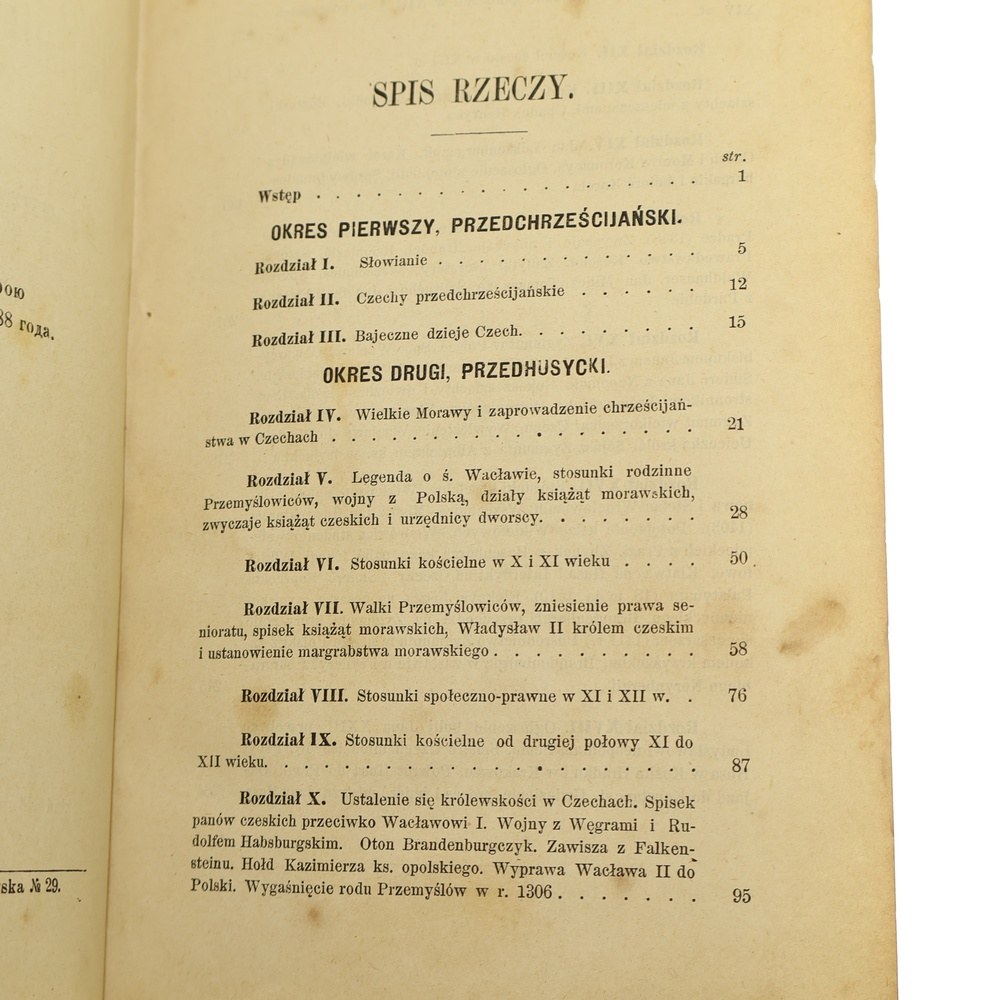 рою
88 года.
ska № 29.
SPIS RZECZY.
str.
Wstęp . . . . . . . . . . . . . . . . . . . 1
OKRES PIERWSZY, PRZEDCHRZEŚCIJAŃSKI.
Rozdział I. Słowianie . . . . . . . . . . . 5
Rozdział II. Czechy przedchrześcijańskie . . . . . . 12
Rozdział III. Bajeczne dzieje Czech. . . . . . . . 15
OKRES DRUGI, PRZEDHUSYCKI.
Rozdział IV. Wielkie Morawy i zaprowadzenie chrześcijań-
stwa w Czechach . . . . . . . . . . . . . . . . 21
Rozdział V. Legenda o ś. Wacławie, stosunki rodzinne
Przemyślowiców, wojny z Polską, działy książąt morawskich,
zwyczaje książąt czeskich i urzędnicy dworscy. . . . . . . . 28
Rozdział VI. Stosunki kościelne w X i XI wieku . . . . 50
Rozdział VII. Walki Przemyślowiców, zniesienie prawa se-
nioratu, spisek książąt morawskich, Władysław II królem czeskim
i ustanowienie margrabstwa morawskiego . . . . . . . . . . 58
Rozdział VIII. Stosunki społeczno-prawne w XI i XII w. . 76
Rozdział IX. Stosunki kościelne od drugiej połowy XI do
XII wieku. . . . . . . . . . . . . . . . . . . 87
Rozdział X. Ustalenie się królewskości w Czechach. Spisek
panów czeskich przeciwko Wacławowi I. Wojny z Węgrami i Ru-
dolfem Habsburgskim. Oton Brandenburgczyk. Zawisza z Falken-
steinu. Hołd Kazimierza ks. opolskiego. Wyprawa Wacława II do
Polski. Wygaśnięcie rodu Przemyślów w r. 1306 . . . . . . . 95